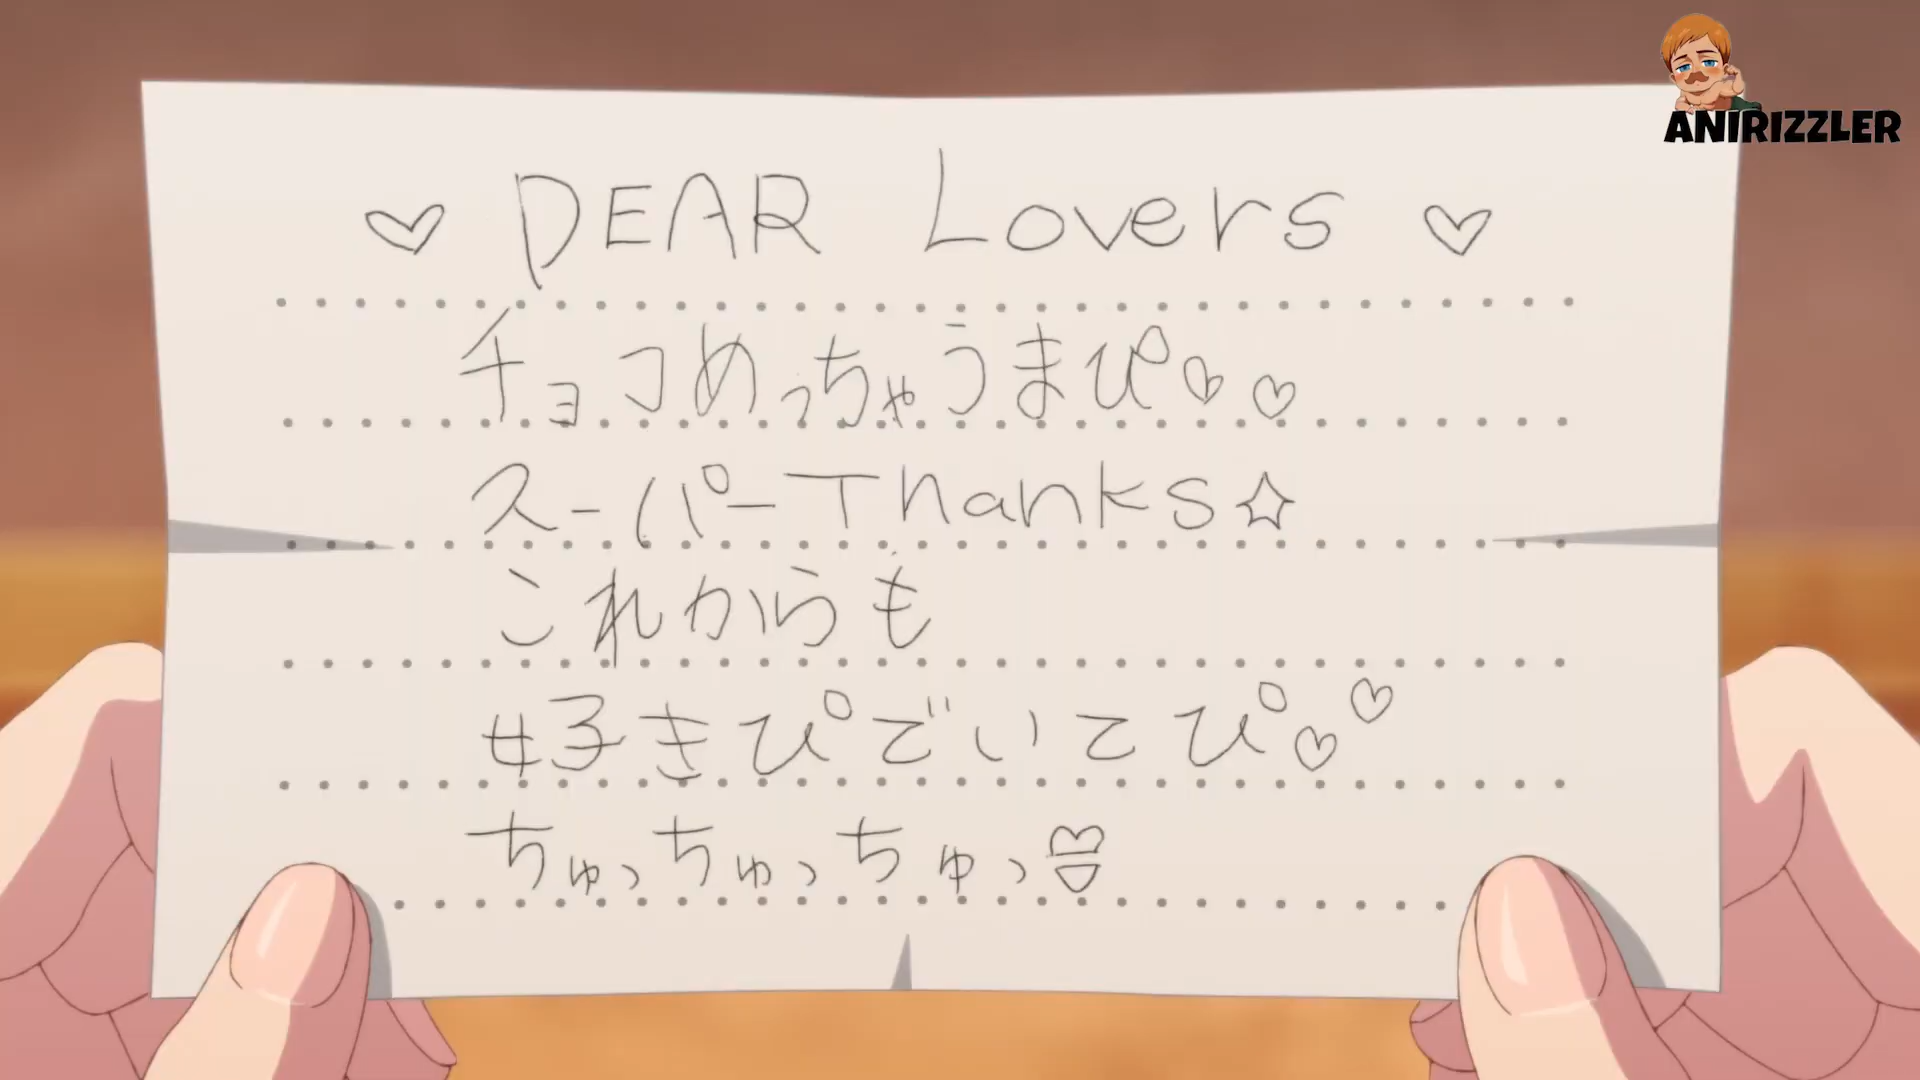 ANIRIZZLER
♡ DEAR Lovers ♡
チョコめっちゃうまぴ♡♡
スーパーThanks☆
これからも
好きぴでいてぴ♡♡
ちゅっちゅっちゅっ